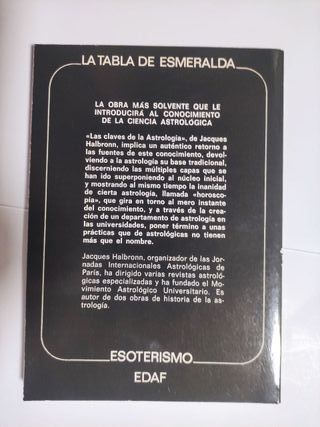 LA TABLA DE ESMERALDA
LA OBRA MÁS SOLVENTE QUE LE
INTRODUCIRÁ AL CONOCIMIENTO
DE LA CIENCIA ASTROLÓGICA
«Las claves de la Astrología», de Jacques
Halbronn, implica un auténtico retorno a
las fuentes de este conocimiento, devol-
viendo a la astrología su base tradicional,
discerniendo las múltiples capas que se
han ido superponiendo al núcleo inicial,
y mostrando al mismo tiempo la inanidad
de cierta astrología, llamada «horosco-
pia», que gira en torno al mero instante
del conocimiento, y a través de la crea-
ción de un departamento de astrología en
las universidades, poner término a unas
prácticas que de astrológicas no tienen
más que el nombre.
Jacques Halbronn, organizador de las Jor-
nadas Internacionales Astrológicas de
París, ha dirigido varias revistas astroló-
gicas especializadas y ha fundado el Mo-
vimiento Astrológico Universitario. Es
autor de dos obras de historia de la as-
trología.
ESOTERISMO
EDAF